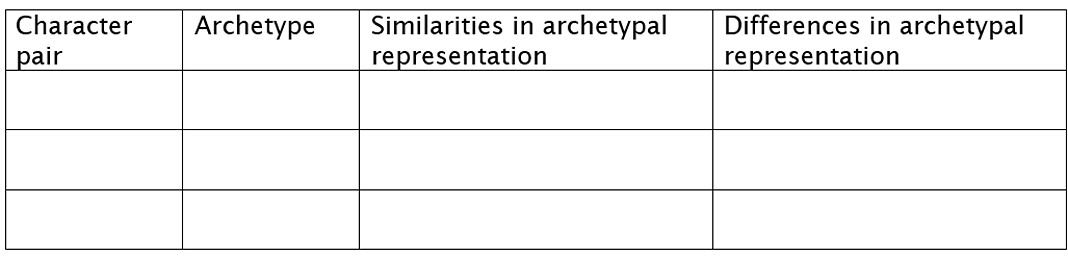 Character pair
Archetype
Similarities in archetypal representation
Differences in archetypal representation